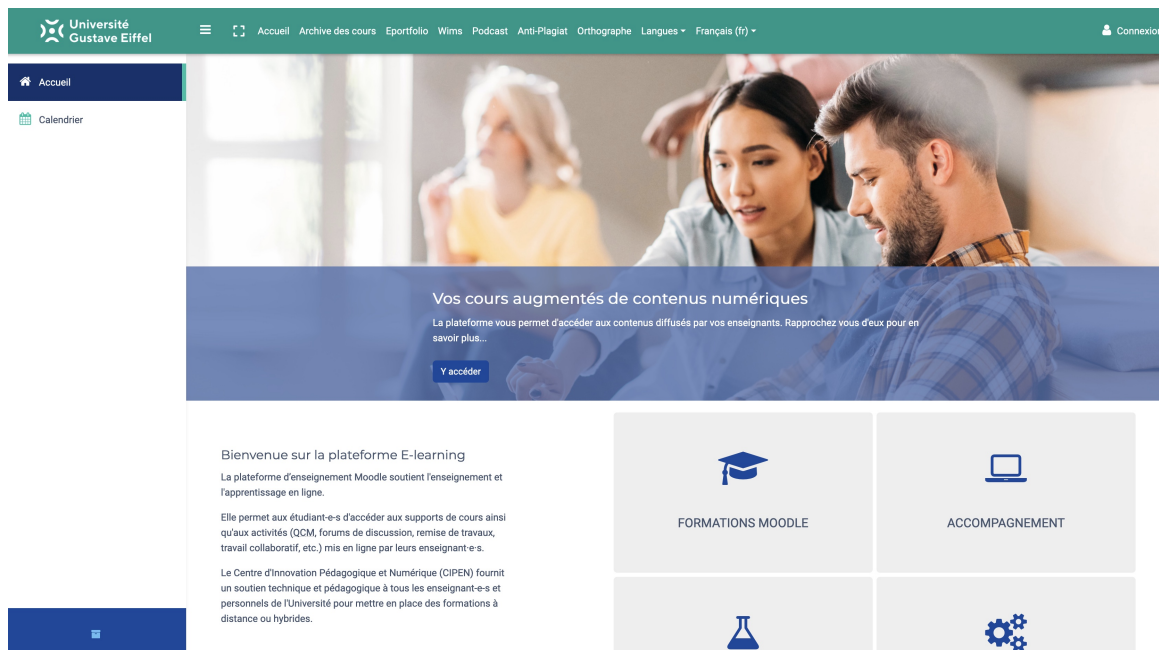 Université
Gustave Eiffel
Accueil Archive des cours Eportfolio Wims Podcast Anti-Plagiat Orthographe Langues Français (fr)
Connexion
Accueil
Calendrier
Vos cours augmentés de contenus numériques
La plateforme vous permet d'accéder aux contenus diffusés par vos enseignants. Rapprochez vous d'eux pour en
savoir plus...
Y accéder
Bienvenue sur la plateforme E-learning
La plateforme d'enseignement Moodle soutient l'enseignement et
l'apprentissage en ligne.
Elle permet aux étudiant-e-s d'accéder aux supports de cours ainsi
qu'aux activités (QCM, forums de discussion, remise de travaux,
travail collaboratif, etc.) mis en ligne par leurs enseignant·e·s.
Le Centre d'Innovation Pédagogique et Numérique (CIPEN) fournit
un soutien technique et pédagogique à tous les enseignant-e-s et
personnels de l'Université pour mettre en place des formations à
distance ou hybrides.
FORMATIONS MOODLE
ACCOMPAGNEMENT